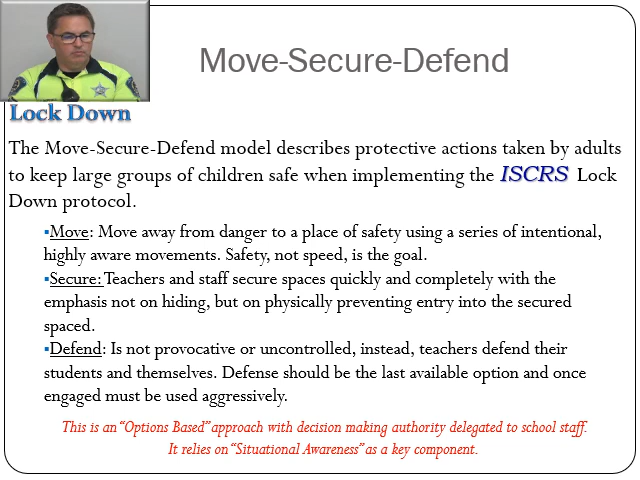 Move-Secure-Defend
Lock Down
The Move-Secure-Defend model describes protective actions taken by adults
to keep large groups of children safe when implementing the ISCRS Lock
Down protocol.
▪Move: Move away from danger to a place of safety using a series of intentional,
highly aware movements. Safety, not speed, is the goal.
▪Secure: Teachers and staff secure spaces quickly and completely with the
emphasis not on hiding, but on physically preventing entry into the secured
spaced.
▪Defend: Is not provocative or uncontrolled, instead, teachers defend their
students and themselves. Defense should be the last available option and once
engaged must be used aggressively.
This is an “Options Based” approach with decision making authority delegated to school staff.
It relies on “Situational Awareness” as a key component.